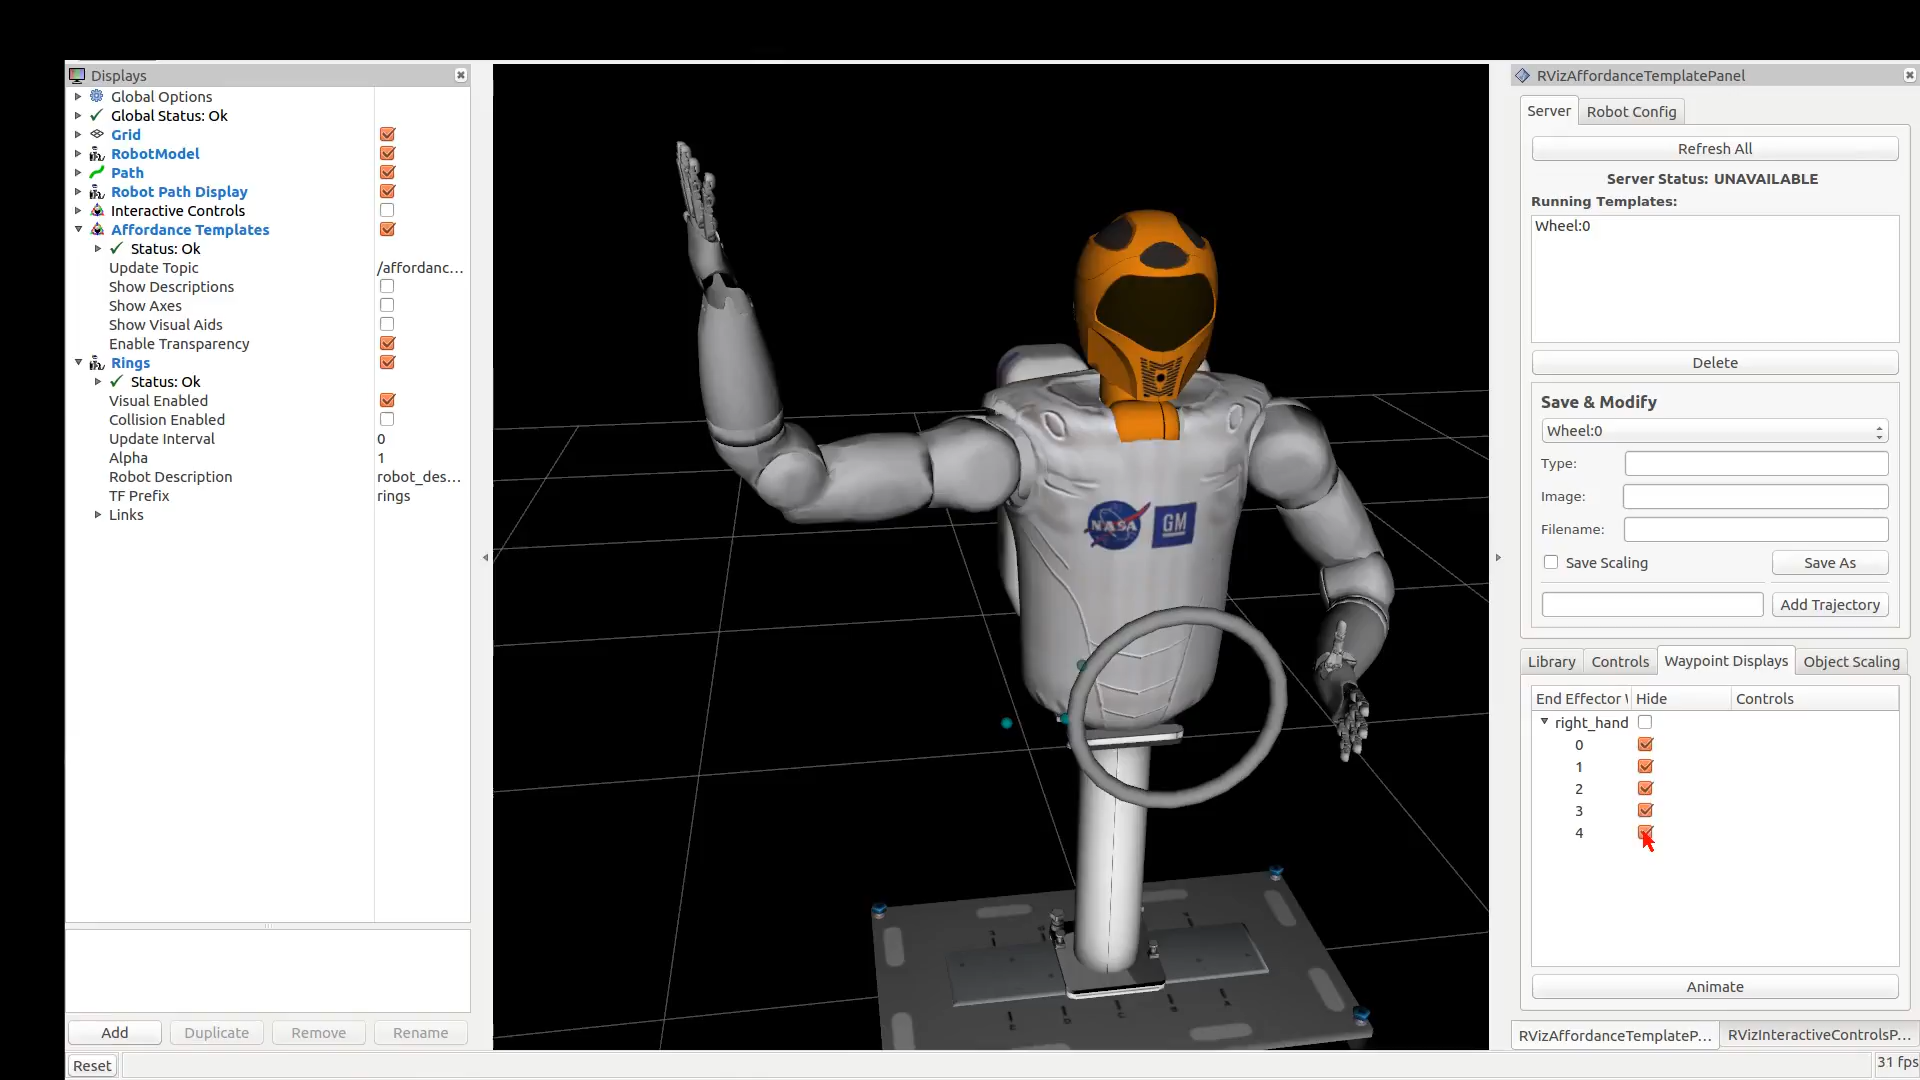 Displays
Global Options
Global Status: Ok
Grid
RobotModel
Path
Robot Path Display
Interactive Controls
Affordance Templates
Status: Ok
Update Topic /affordanc...
Show Descriptions
Show Axes
Show Visual Aids
Enable Transparency
Rings
Status: Ok
Visual Enabled
Collision Enabled
Update Interval 0
Alpha 1
Robot Description robot_des...
TF Prefix rings
Links
Add Duplicate Remove Rename
Reset
NASA GM
RVizAffordanceTemplatePanel
Server Robot Config
Refresh All
Server Status: UNAVAILABLE
Running Templates:
Wheel:0
Delete
Save & Modify
Wheel:0
Type:
Image:
Filename:
Save Scaling Save As
Add Trajectory
Library Controls Waypoint Displays Object Scaling
End Effector Hide Controls
right_hand
0
1
2
3
4
Animate
RVizAffordanceTemplateP... RVizInteractiveControlsP...
31 fps